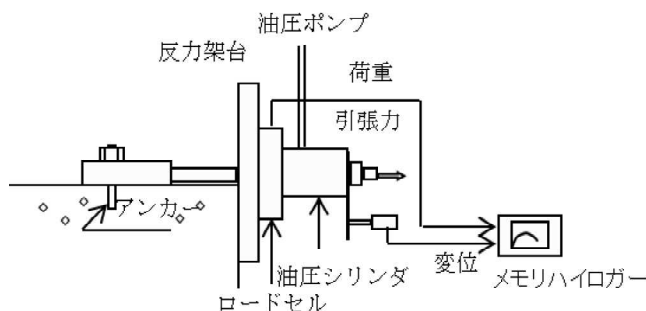 油圧ポンプ
反力架台
荷重
引張力
アンカー
油圧シリンダ
変位
メモリハイロガー
ロードセル